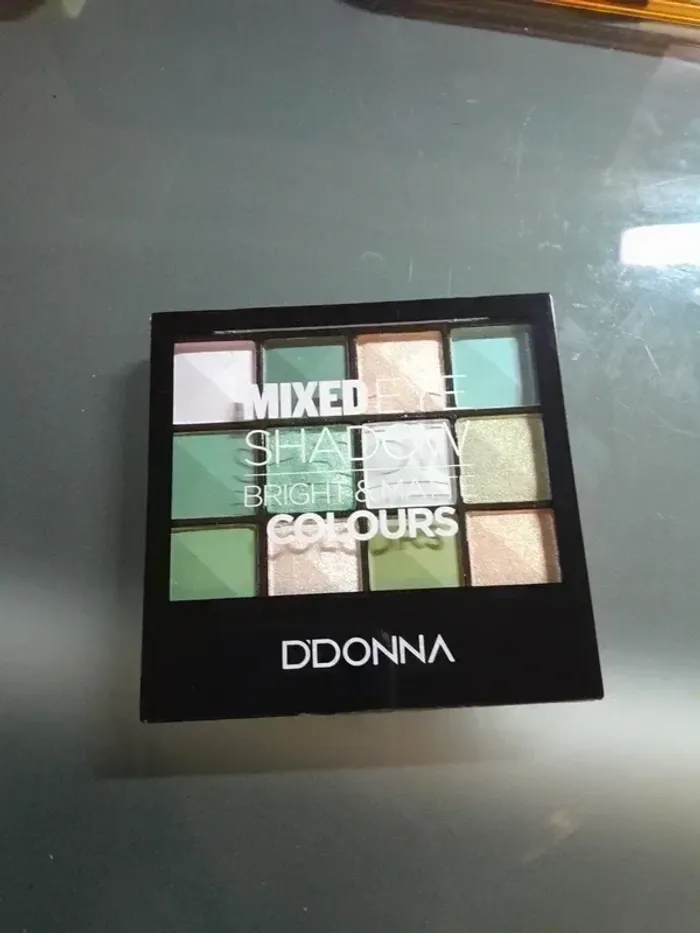 MIXED EYE
SHADOW
BRIGHT & MATTE
COLOURS
D'DONNA